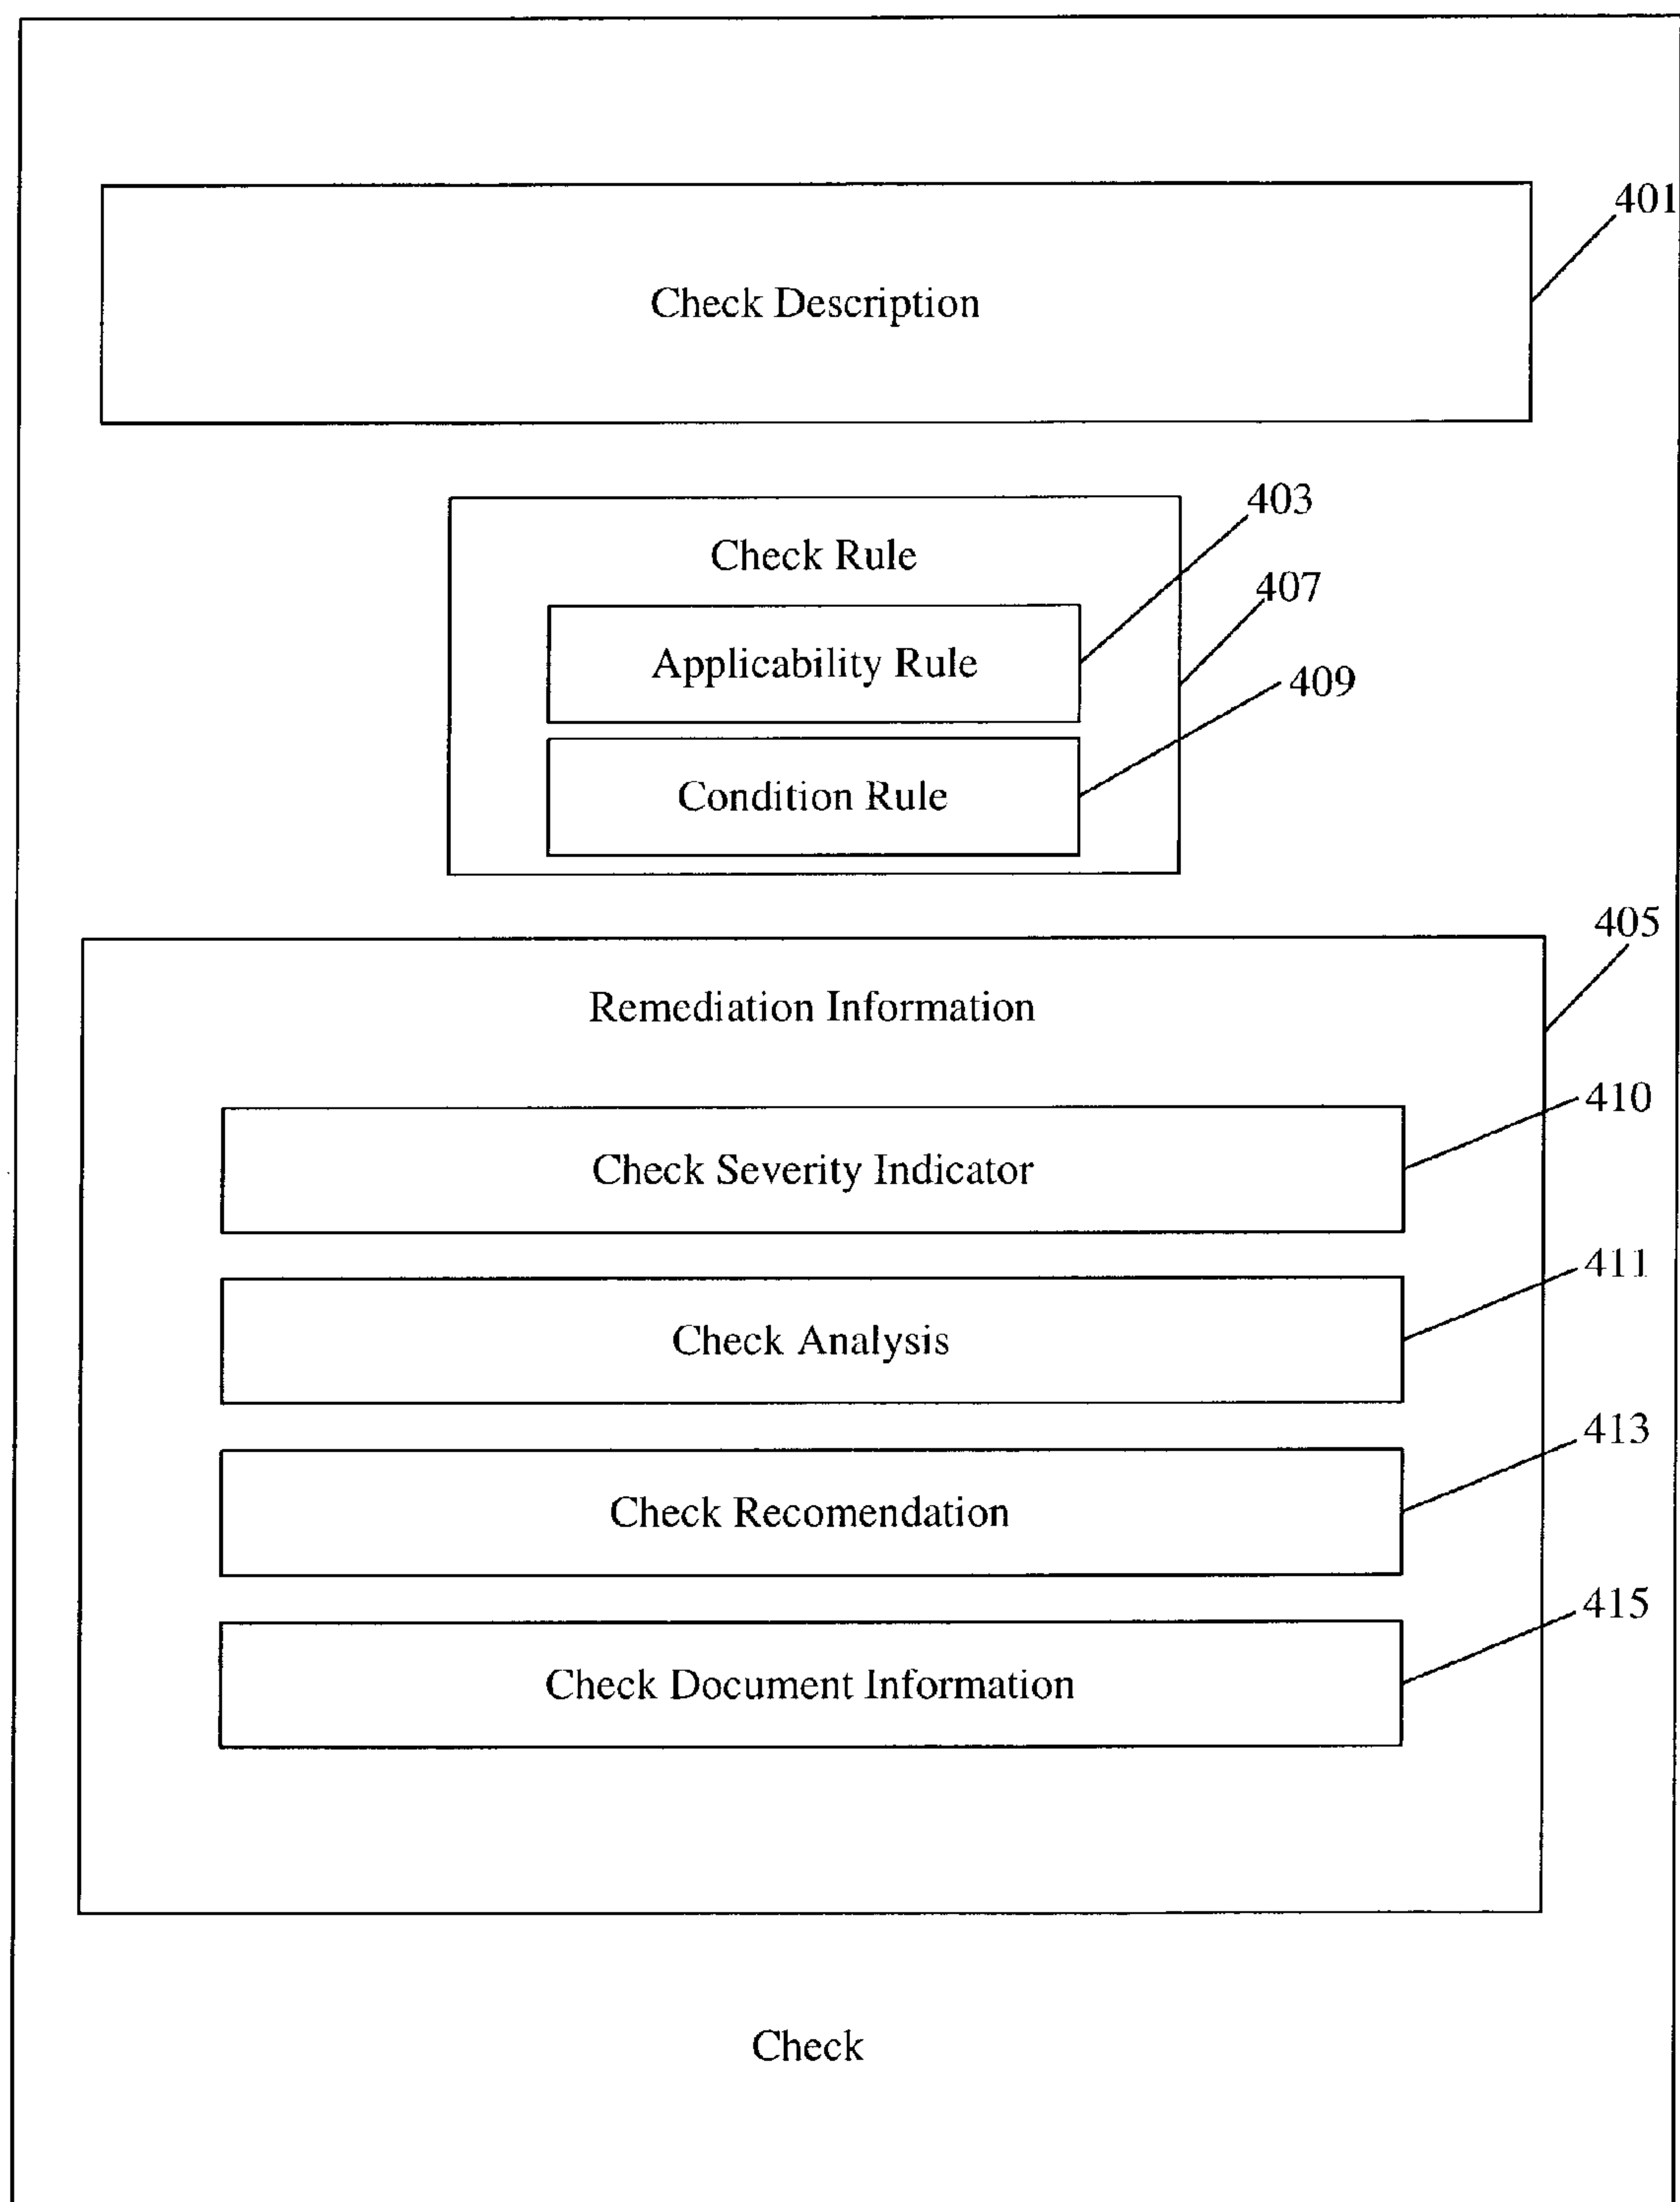 401
Check Description
403
Check Rule
407
Applicability Rule
409
Condition Rule
405
Remediation Information
410
Check Severity Indicator
411
Check Analysis
413
Check Recomendation
415
Check Document Information
Check